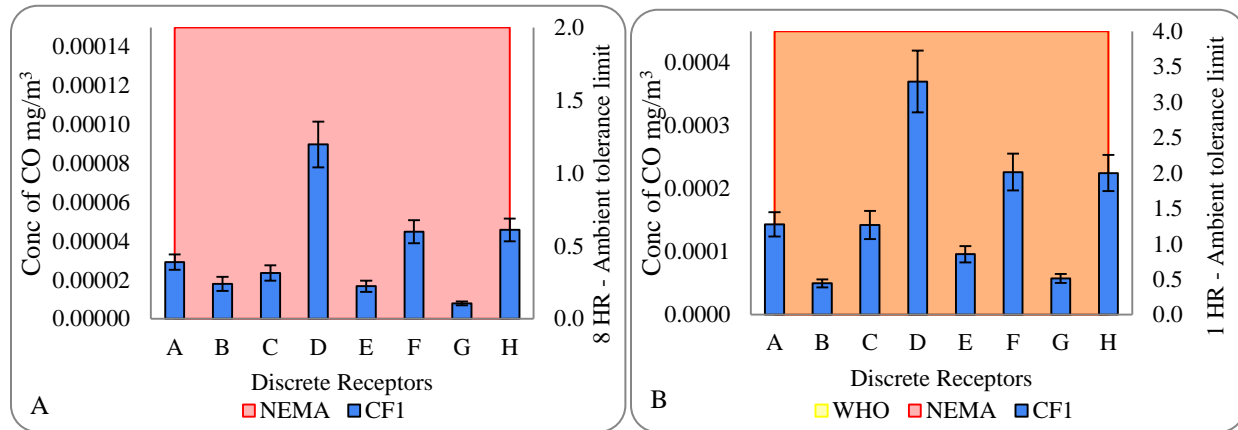 0.00014
0.00012
0.00010
0.00008
0.00006
0.00004
0.00002
0.00000
Conc of CO mg/m³
2.0
1.5
1.0
0.5
0.0
8 HR - Ambient tolerance limit
A B C D E F G H
Discrete Receptors
NEMA CF1
A
0.0004
0.0003
0.0002
0.0001
0.0000
Conc of CO mg/m³
4.0
3.5
3.0
2.5
2.0
1.5
1.0
0.5
0.0
1 HR - Ambient tolerance limit
A B C D E F G H
Discrete Receptors
WHO NEMA CF1
B